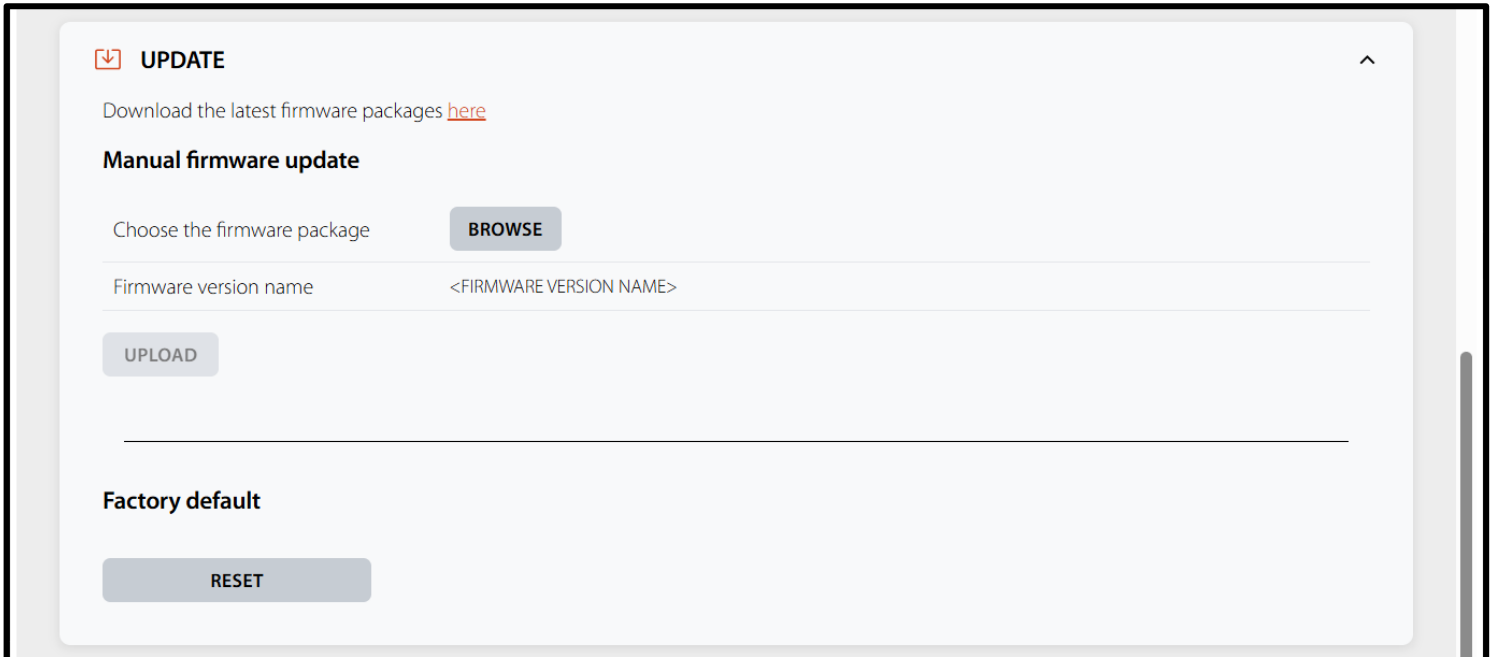 UPDATE
Download the latest firmware packages here
Manual firmware update
Choose the firmware package BROWSE
Firmware version name <FIRMWARE VERSION NAME>
UPLOAD
Factory default
RESET